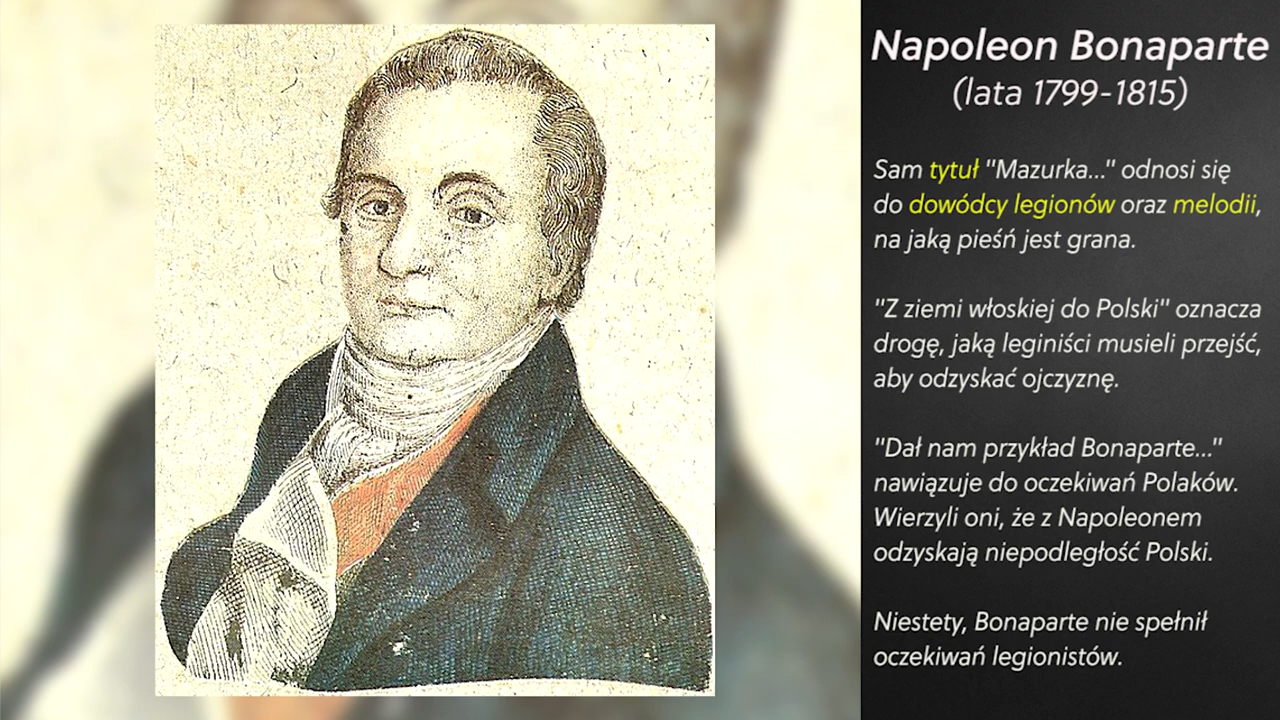 Napoleon Bonaparte
(lata 1799-1815)
Sam tytuł "Mazurka..." odnosi się
do dowódcy legionów oraz melodii,
na jaką pieśń jest grana.
"Z ziemi włoskiej do Polski" oznacza
drogę, jaką leginiści musieli przejść,
aby odzyskać ojczyznę.
"Dał nam przykład Bonaparte..."
nawiązuje do oczekiwań Polaków.
Wierzyli oni, że z Napoleonem
odzyskają niepodległość Polski.
Niestety, Bonaparte nie spełnił
oczekiwań legionistów.